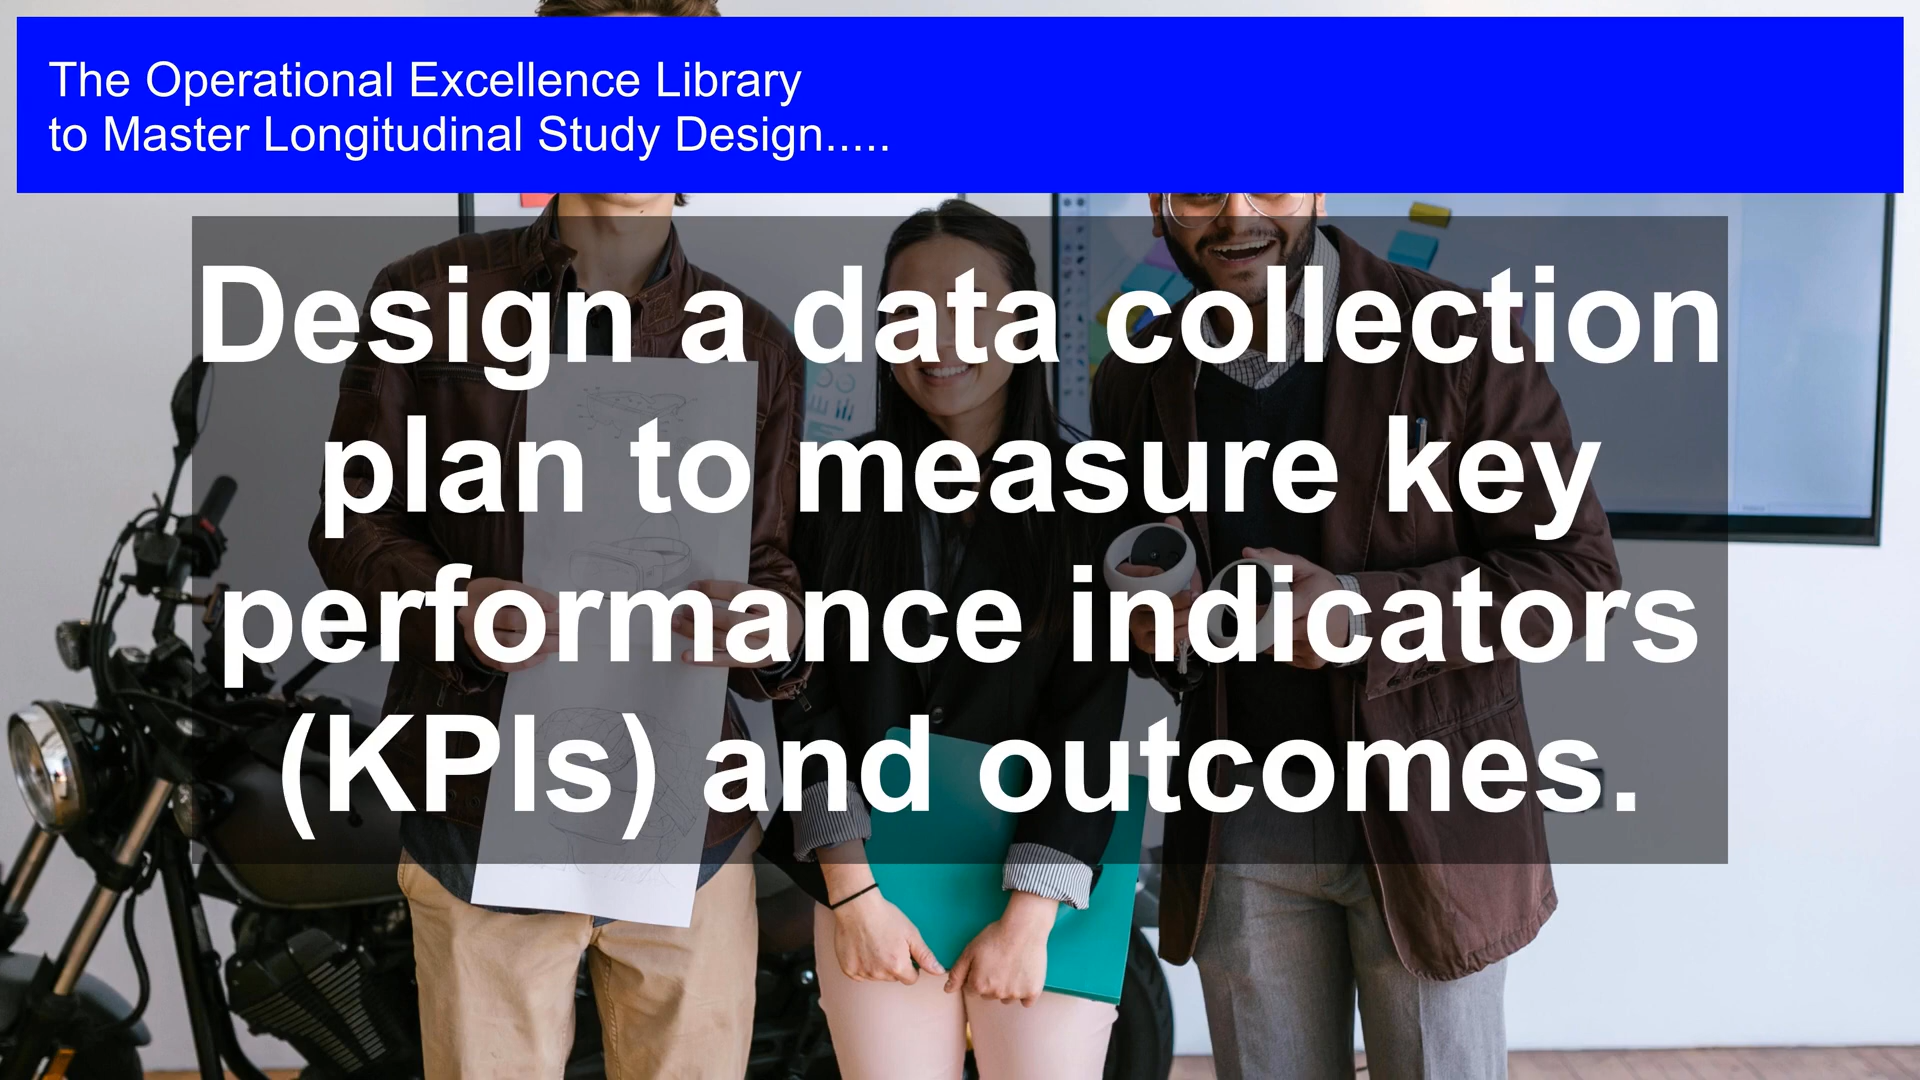 The Operational Excellence Library
to Master Longitudinal Study Design.....
Design a data collection
plan to measure key
performance indicators
(KPIs) and outcomes.